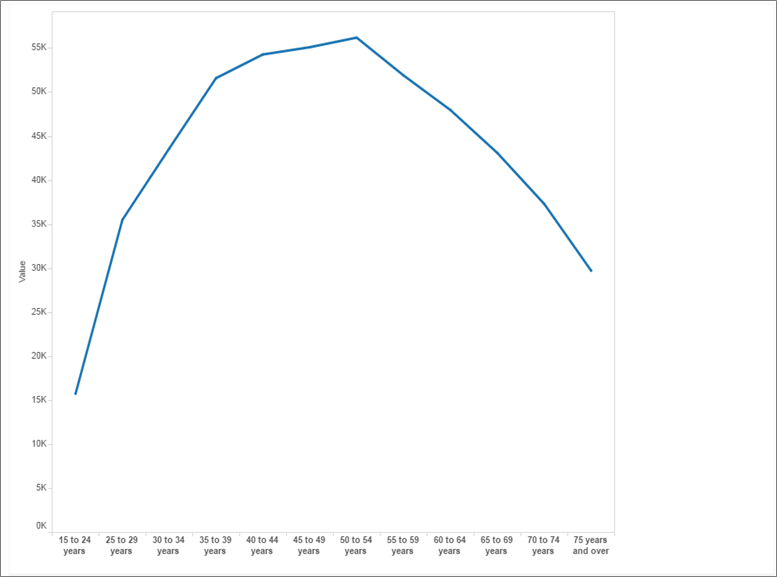 55K
50K
45K
40K
35K
30K
25K
20K
15K
10K
5K
0K
Value
15 to 24
years
25 to 29
years
30 to 34
years
35 to 39
years
40 to 44
years
45 to 49
years
50 to 54
years
55 to 59
years
60 to 64
years
65 to 69
years
70 to 74
years
75 years
and over